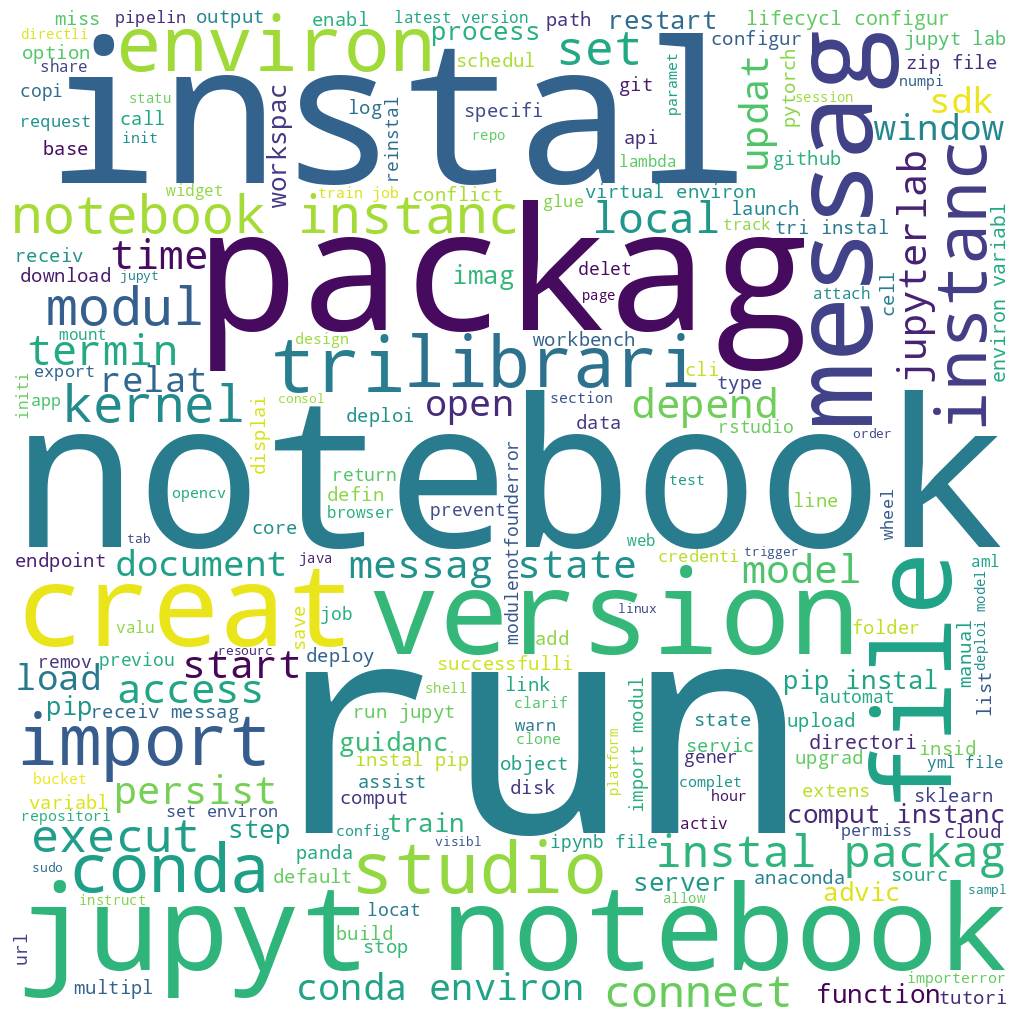 miss
pipelin
output
enabl
latest version
path
restart
lifecycl configur
directli
option
environ
process
set
configur
jupyt lab
share
schedul
instal
messag
zip file
copi
statu
log
specifi
git
paramet
updat
pytorch
session
numpi
sdk
request
call
init
workspac
reinstal
repo
api
window
base
lambda
github
widget
train job
conflict
glue
virtual environ
notebook instanc
local
launch
track
tri instal
jupyterlab
instanc
environ variabl
receiv
time
packag
download
jupyt
imag
delet
page
attach
cell
modul
mount
termin
design
tri
librari
workbench
export
relat
cli
type
initi
app
kernel
consol
open
section
depend
displai
deploi
data
rstudio
order
notebook
return
opencv
defin
browser
prevent
test
line
core
modulenotfounderror
wheel
tab
endpoint
document
java
messag state
web
credenti
trigger
model
aml
file
creat
version
linux
valu
save
job
add
folder
manual
deploi model
resourc
remov
previou
start
deploy
successfulli
load
access
run
shell
link
pip instal
list
pip
receiv messag
run jupyt
clarif
automat
import
guidanc
warn
state
upload
directori
instal pip
clone
object
platform
import modul
servic
gener
upgrad
insid
yml file
bucket
persist
assist
disk
complet
extens
variabl
comput
hour
sklearn
repositori
set environ
comput instanc
execut
step
config
train
visibl
ipynb file
activ
permiss
cloud
panda
sudo
conda
default
studio
instal packag
server
anaconda
sourc
sampl
instruct
allow
advic
jupyt notebook
locat
build
stop
url
importerror
multipl
conda environ
connect
function
tutori